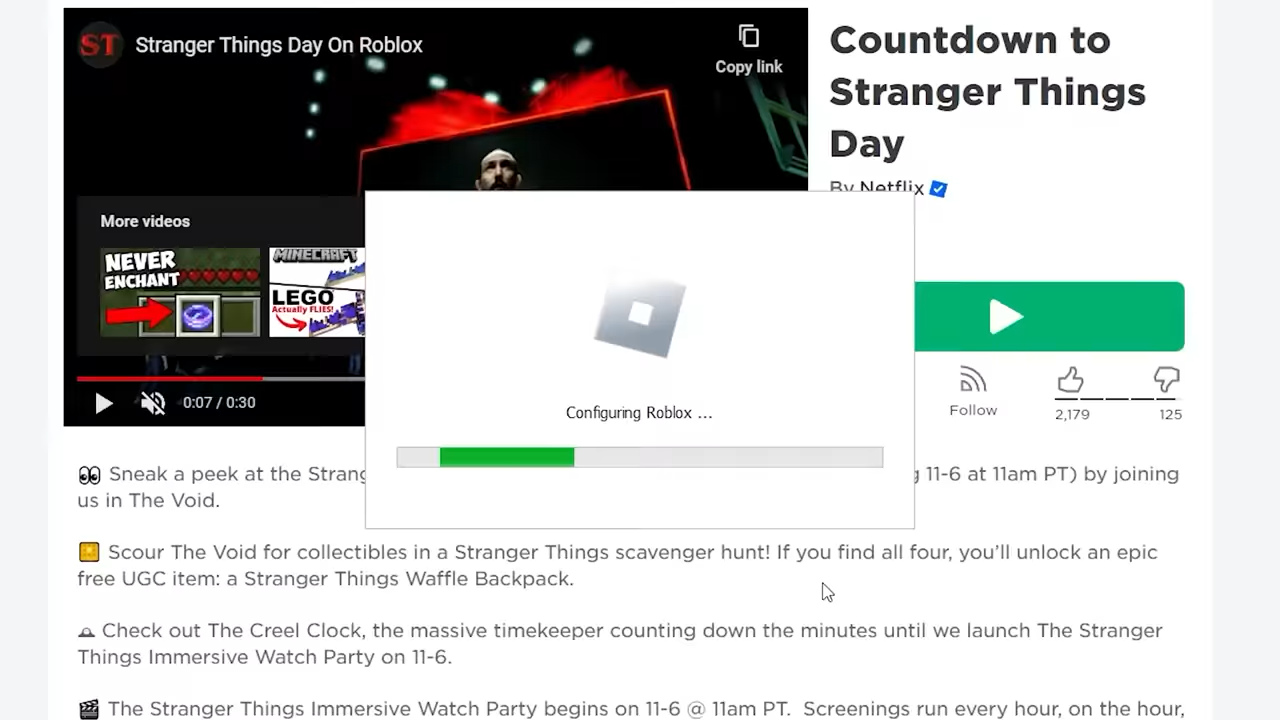 ST
Stranger Things Day On Roblox
Copy link
Countdown to
Stranger Things
Day
By Netflix
More videos
NEVER
ENCHANT
MINECRAFT
LEGO
Actually FLIES!
Configuring Roblox ...
0:07 / 0:30
Follow
2,179
125
👀 Sneak a peek at the Strang
11-6 at 11am PT) by joining
us in The Void.
Scour The Void for collectibles in a Stranger Things scavenger hunt! If you find all four, you'll unlock an epic
free UGC item: a Stranger Things Waffle Backpack.
Check out The Creel Clock, the massive timekeeper counting down the minutes until we launch The Stranger
Things Immersive Watch Party on 11-6.
🎬 The Stranger Things Immersive Watch Party begins on 11-6 @ 11am PT. Screenings run every hour, on the hour,